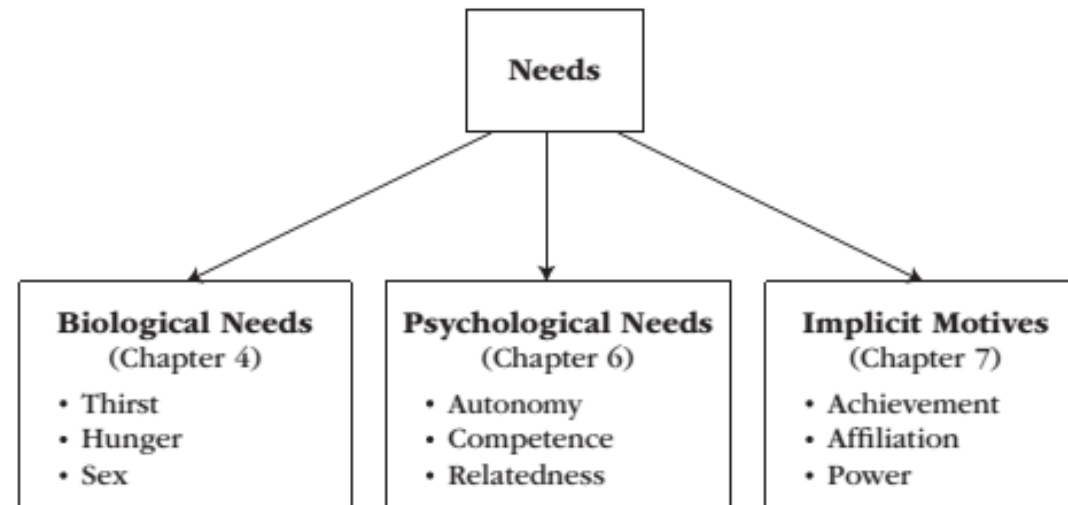 Needs
Biological Needs
(Chapter 4)
• Thirst
• Hunger
• Sex
Psychological Needs
(Chapter 6)
• Autonomy
• Competence
• Relatedness
Implicit Motives
(Chapter 7)
• Achievement
• Affiliation
• Power